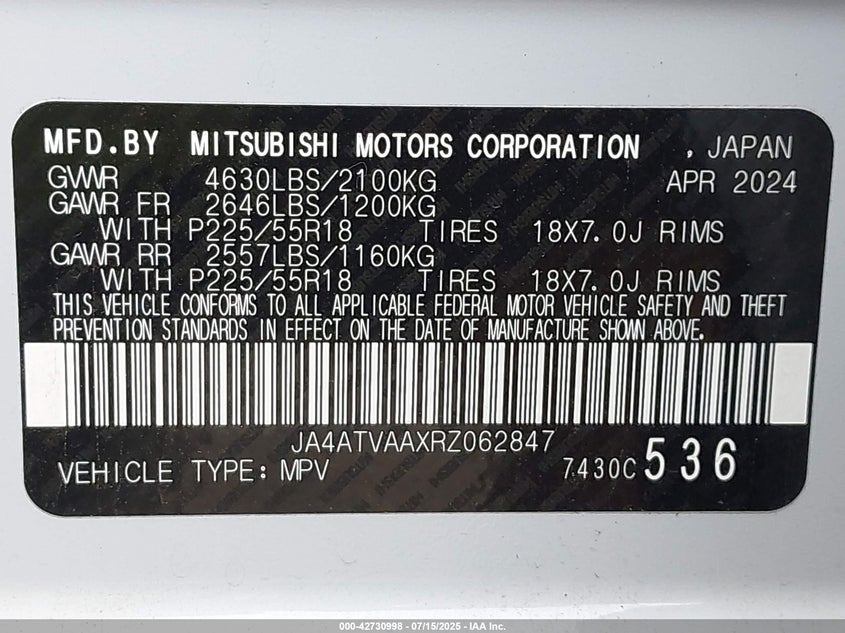 MFD.BY MITSUBISHI MOTORS CORPORATION , JAPAN
GVWR 4630LBS/2100KG APR 2024
GAWR FR 2646LBS/1200KG
WITH P225/55R18 TIRES 18X7.0J RIMS
GAWR RR 2557LBS/1160KG
WITH P225/55R18 TIRES 18X7.0J RIMS
THIS VEHICLE CONFORMS TO ALL APPLICABLE FEDERAL MOTOR VEHICLE SAFETY AND THEFT
PREVENTION STANDARDS IN EFFECT ON THE DATE OF MANUFACTURE SHOWN ABOVE.
JA4ATVAAXRZ062847
VEHICLE TYPE: MPV 7430C 536
000-42730998 - 07/15/2025 - IAA Inc.